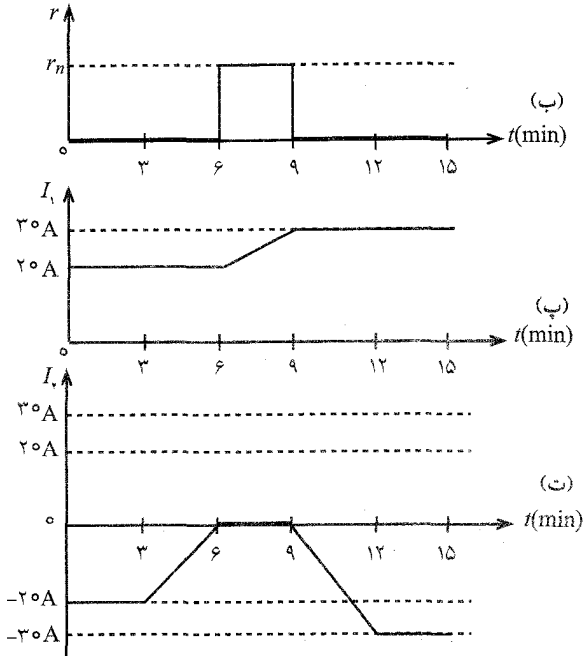 r
rₙ
(ب)
t(min)
۰ ۳ ۶ ۹ ۱۲ ۱۵
I₁
۳۰A
۲۰A
(پ)
t(min)
۰ ۳ ۶ ۹ ۱۲ ۱۵
I₂
۳۰A
۲۰A
(ت)
۰ t(min)
۳ ۶ ۹ ۱۲ ۱۵
−۲۰A
−۳۰A